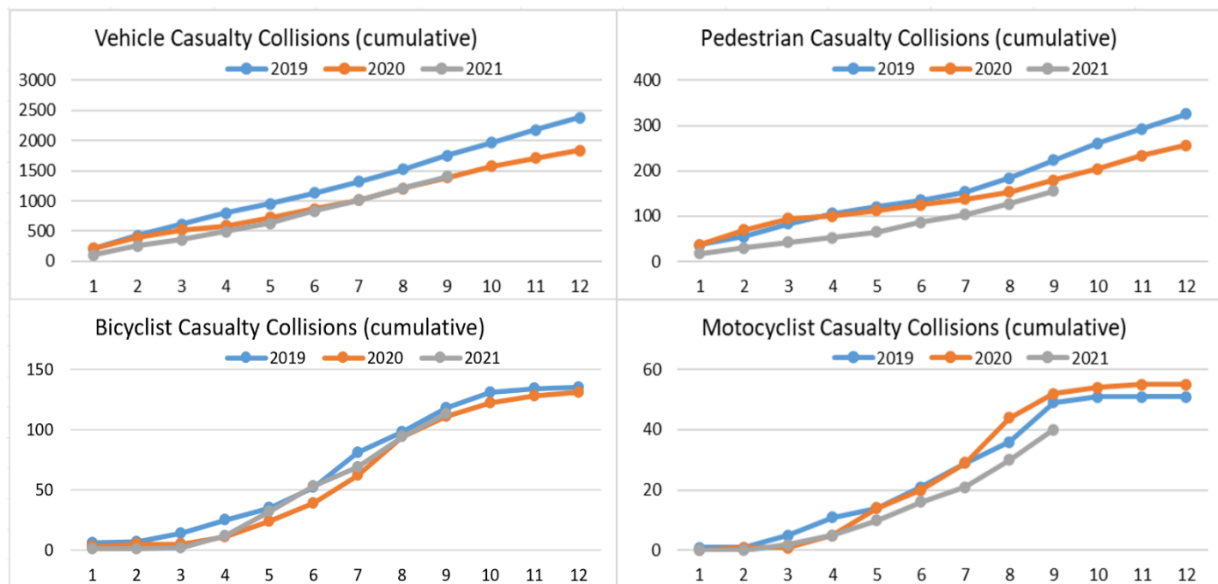 Vehicle Casualty Collisions (cumulative)
2019 2020 2021
3000
2500
2000
1500
1000
500
0
1 2 3 4 5 6 7 8 9 10 11 12
Pedestrian Casualty Collisions (cumulative)
2019 2020 2021
400
300
200
100
0
1 2 3 4 5 6 7 8 9 10 11 12
Bicyclist Casualty Collisions (cumulative)
2019 2020 2021
150
100
50
0
1 2 3 4 5 6 7 8 9 10 11 12
Motocyclist Casualty Collisions (cumulative)
2019 2020 2021
60
40
20
0
1 2 3 4 5 6 7 8 9 10 11 12